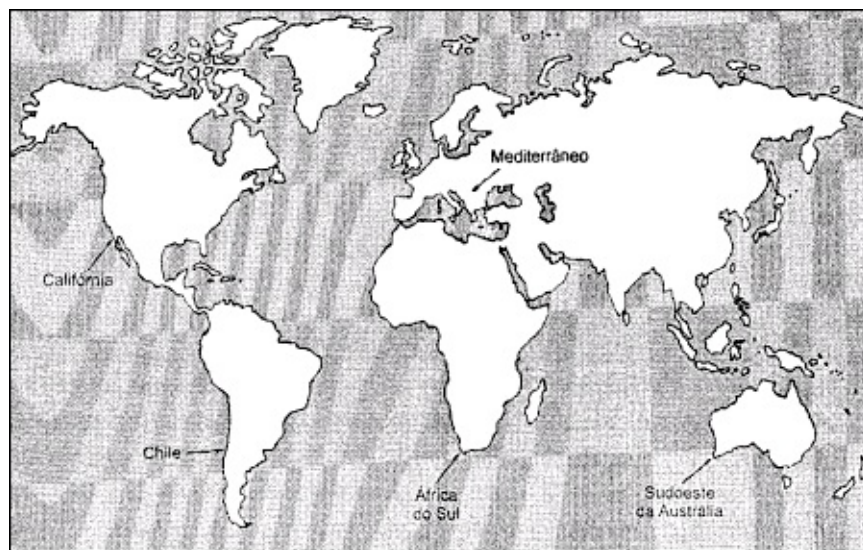 Mediterrâneo
Califórnia
Chile
África
do Sul
Sudoeste
da Austrália